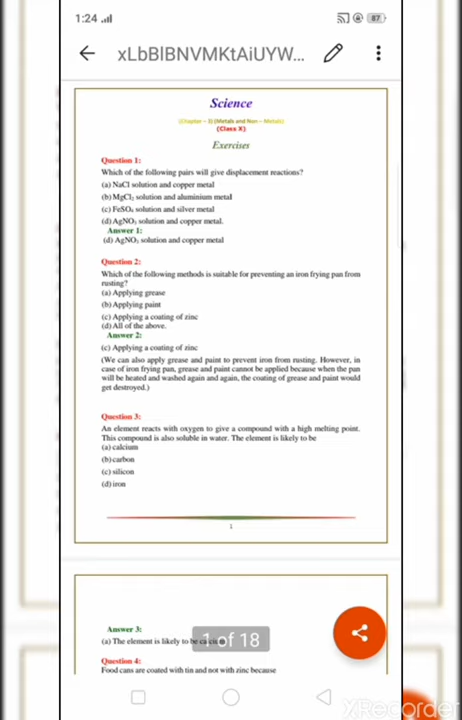 1:24
87
xLbBlBNVMKtAiUYW...
Science
(Chapter – 3) (Metals and Non – Metals)
(Class X)
Exercises
Question 1:
Which of the following pairs will give displacement reactions?
(a) NaCl solution and copper metal
(b) MgCl₂ solution and aluminium metal
(c) FeSO₄ solution and silver metal
(d) AgNO₃ solution and copper metal.
Answer 1:
(d) AgNO₃ solution and copper metal
Question 2:
Which of the following methods is suitable for preventing an iron frying pan from
rusting?
(a) Applying grease
(b) Applying paint
(c) Applying a coating of zinc
(d) All of the above.
Answer 2:
(c) Applying a coating of zinc
(We can also apply grease and paint to prevent iron from rusting. However, in
case of iron frying pan, grease and paint cannot be applied because when the pan
will be heated and washed again and again, the coating of grease and paint would
get destroyed.)
Question 3:
An element reacts with oxygen to give a compound with a high melting point.
This compound is also soluble in water. The element is likely to be
(a) calcium
(b) carbon
(c) silicon
(d) iron
1
Answer 3:
(a) The element is likely to be calcium
1 of 18
Question 4:
Food cans are coated with tin and not with zinc because
XRecorder